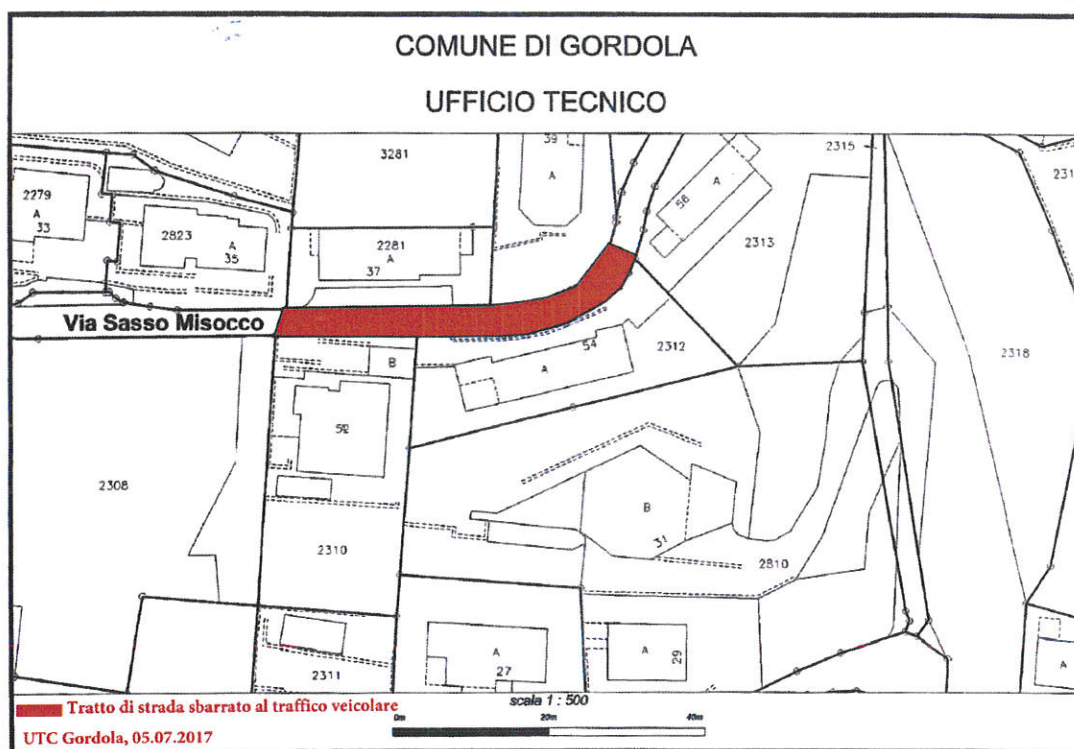 COMUNE DI GORDOLA
UFFICIO TECNICO
39
A
3281
2315
2279
A
33
2823
A
35
2281
A
37
A
56
2313
Via Sasso Misocco
B
54
A
2312
2318
2308
B
31
2310
2810
2311
A
27
A
29
A
scala 1 : 500
Tratto di strada sbarrato al traffico veicolare
0m 20m 40m
UTC Gordola, 05.07.2017